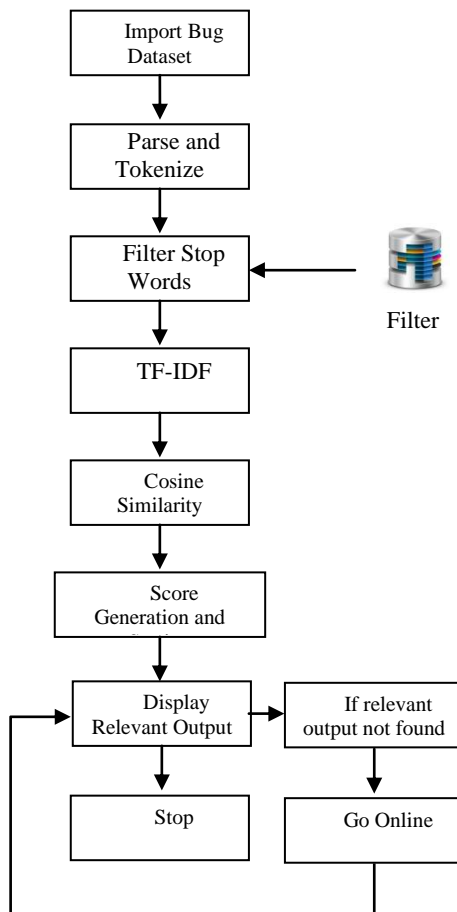 Import Bug
Dataset
Parse and
Tokenize
Filter Stop
Words
Filter
TF-IDF
Cosine
Similarity
Score
Generation and
Display
Relevant Output
If relevant
output not found
Stop
Go Online